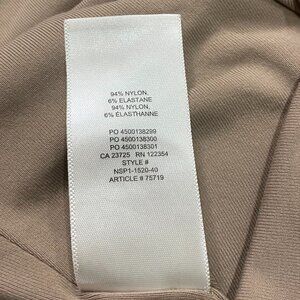 94% NYLON,
6% ELASTANE
94% NYLON,
6% ÉLASTHANNE
PO 4500138299
PO 4500138300
PO 4500138301
CA 23725 RN 122354
STYLE #
NSP1-1520-40
ARTICLE # 75719